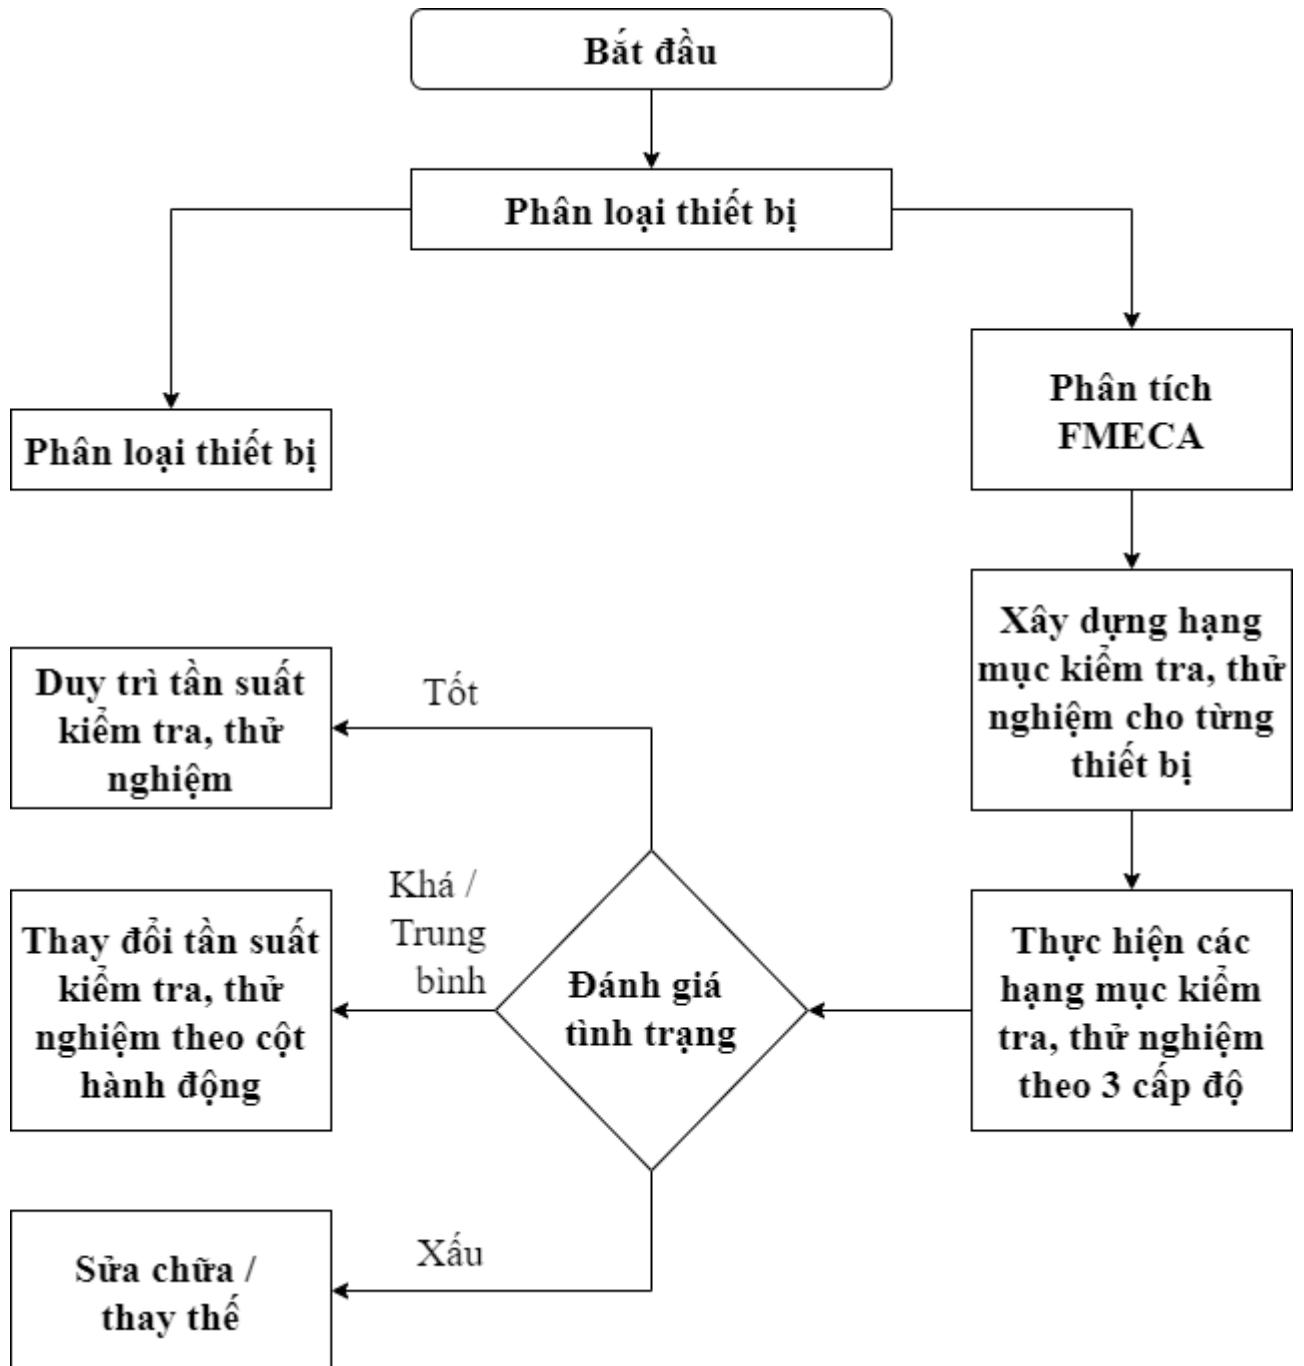 Bắt đầu
Phân loại thiết bị
Phân loại thiết bị
Phân tích
FMECA
Xây dựng hạng
mục kiểm tra, thử
nghiệm cho từng
thiết bị
Thực hiện các
hạng mục kiểm
tra, thử nghiệm
theo 3 cấp độ
Đánh giá
tình trạng
Tốt
Duy trì tần suất
kiểm tra, thử
nghiệm
Khá /
Trung
bình
Thay đổi tần suất
kiểm tra, thử
nghiệm theo cột
hành động
Xấu
Sửa chữa /
thay thế